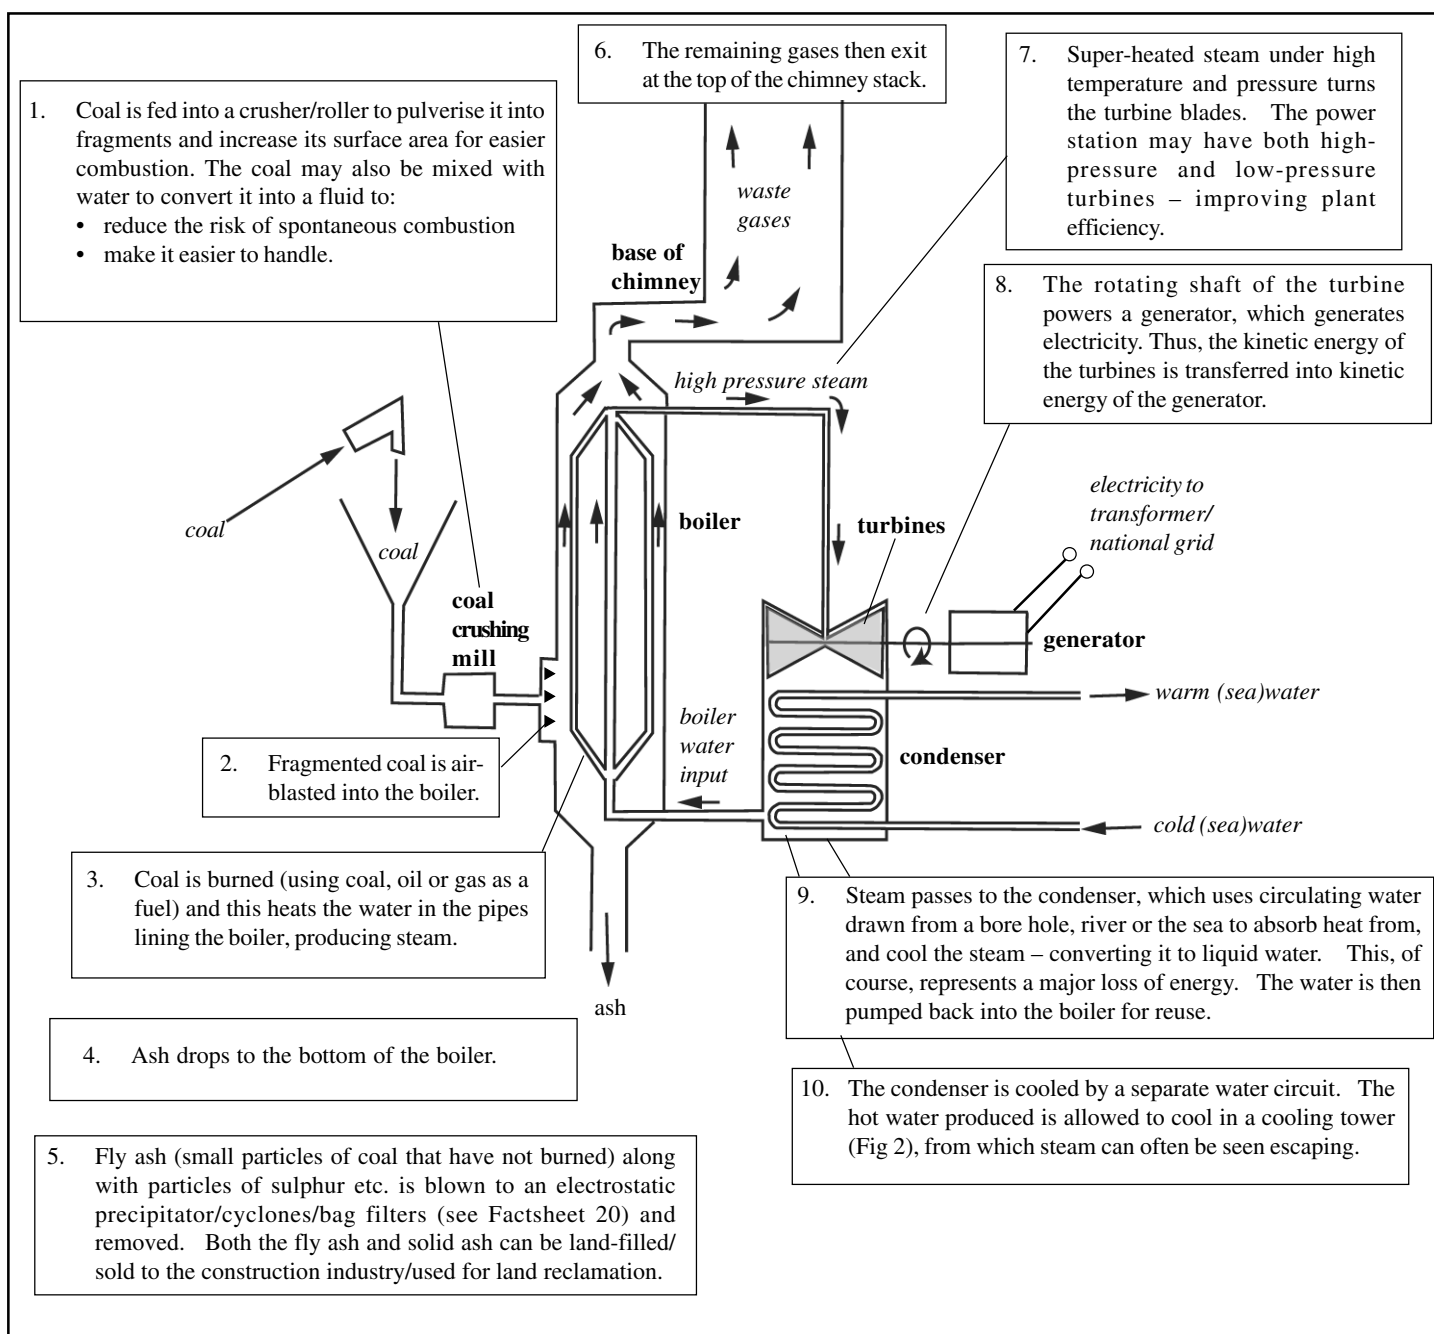 6. The remaining gases then exit
at the top of the chimney stack.
7. Super-heated steam under high
temperature and pressure turns
the turbine blades. The power
station may have both high-
pressure and low-pressure
turbines – improving plant
efficiency.
1. Coal is fed into a crusher/roller to pulverise it into
fragments and increase its surface area for easier
combustion. The coal may also be mixed with
water to convert it into a fluid to:
• reduce the risk of spontaneous combustion
• make it easier to handle.
waste
gases
base of
chimney
8. The rotating shaft of the turbine
powers a generator, which generates
electricity. Thus, the kinetic energy of
the turbines is transferred into kinetic
energy of the generator.
high pressure steam
coal
coal
boiler
turbines
electricity to
transformer/
national grid
coal
crushing
mill
generator
warm (sea)water
boiler
water
input
condenser
cold (sea)water
2. Fragmented coal is air-
blasted into the boiler.
3. Coal is burned (using coal, oil or gas as a
fuel) and this heats the water in the pipes
lining the boiler, producing steam.
9. Steam passes to the condenser, which uses circulating water
drawn from a bore hole, river or the sea to absorb heat from,
and cool the steam – converting it to liquid water. This, of
course, represents a major loss of energy. The water is then
pumped back into the boiler for reuse.
ash
4. Ash drops to the bottom of the boiler.
10. The condenser is cooled by a separate water circuit. The
hot water produced is allowed to cool in a cooling tower
(Fig 2), from which steam can often be seen escaping.
5. Fly ash (small particles of coal that have not burned) along
with particles of sulphur etc. is blown to an electrostatic
precipitator/cyclones/bag filters (see Factsheet 20) and
removed. Both the fly ash and solid ash can be land-filled/
sold to the construction industry/used for land reclamation.